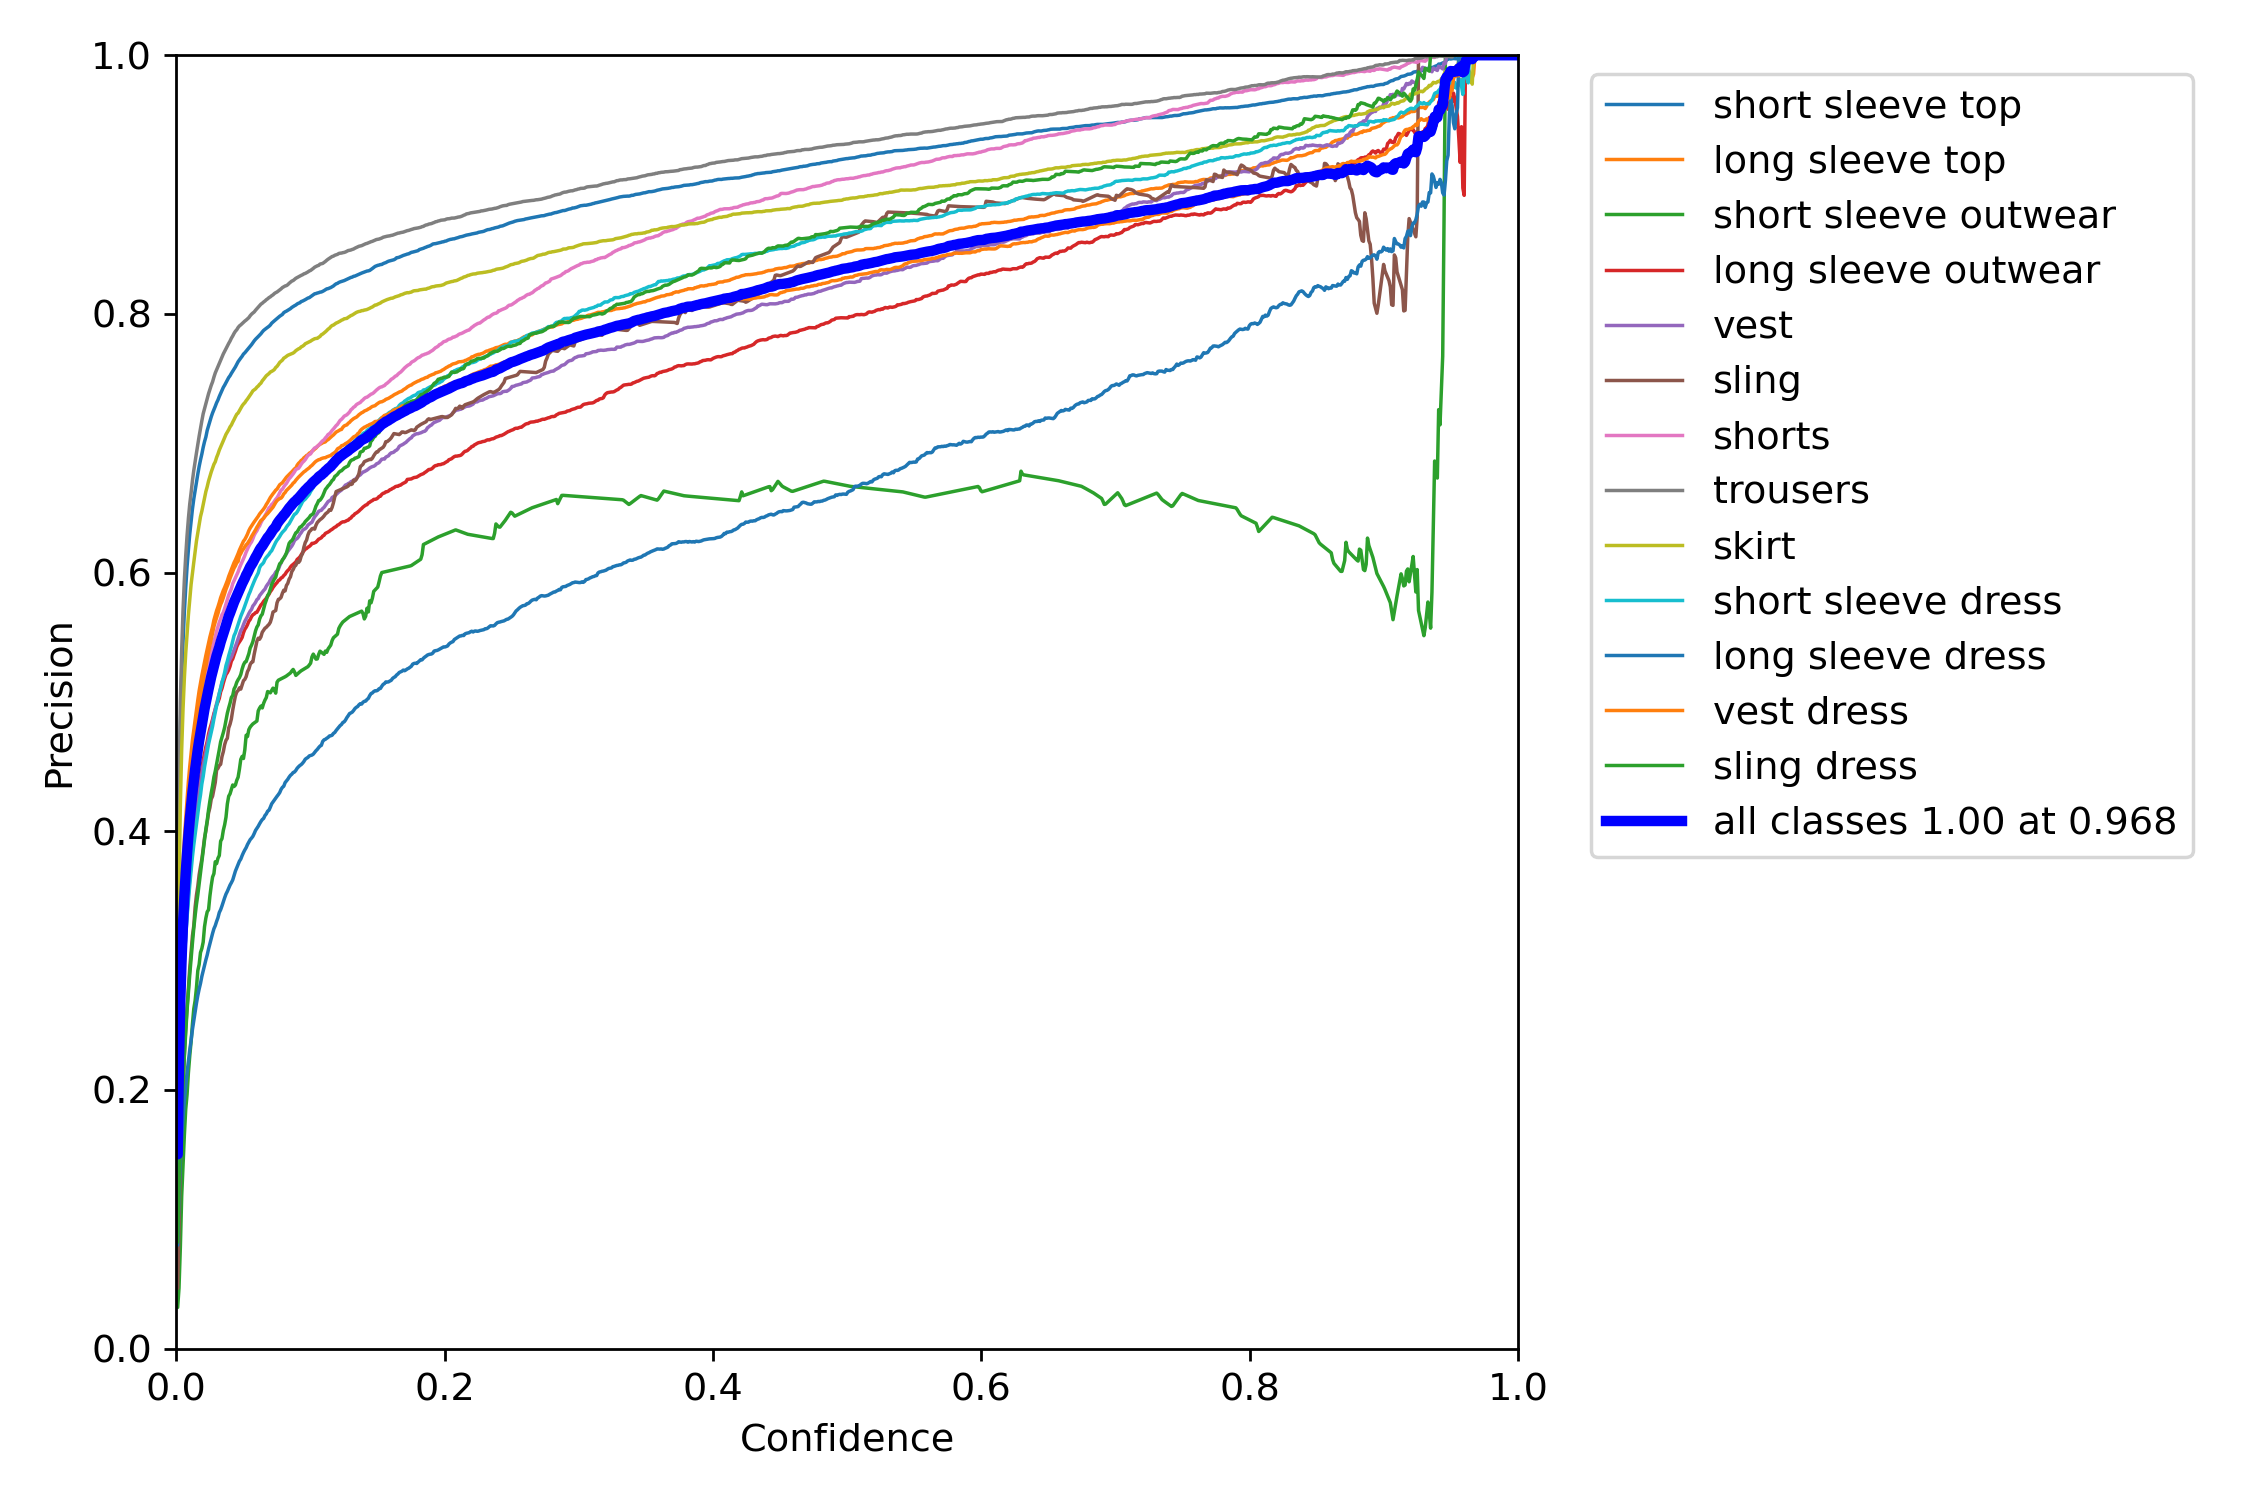 1.0
0.8
0.6
0.4
0.2
0.0
Precision
0.0 0.2 0.4 0.6 0.8 1.0
Confidence
short sleeve top
long sleeve top
short sleeve outwear
long sleeve outwear
vest
sling
shorts
trousers
skirt
short sleeve dress
long sleeve dress
vest dress
sling dress
all classes 1.00 at 0.968